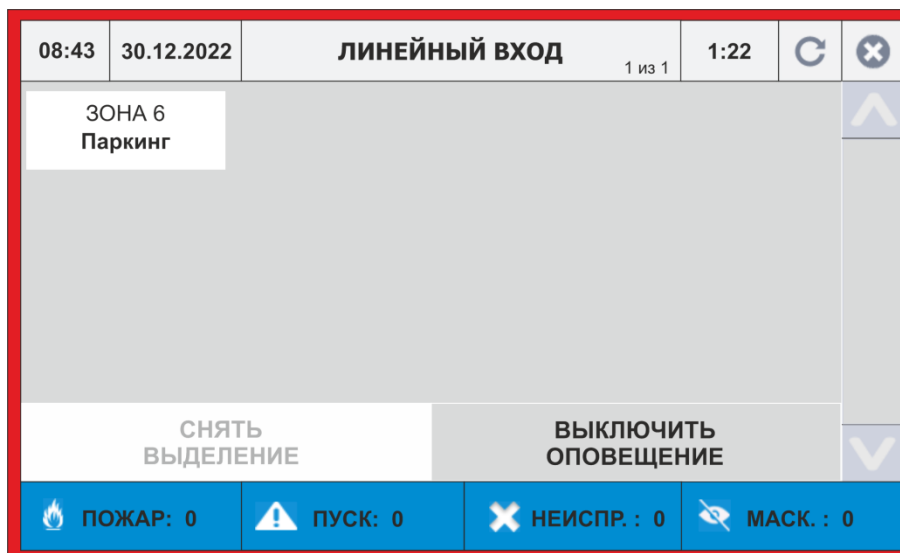 08:43 30.12.2022 ЛИНЕЙНЫЙ ВХОД 1 из 1 1:22
ЗОНА 6
Паркинг
СНЯТЬ
ВЫДЕЛЕНИЕ
ВЫКЛЮЧИТЬ
ОПОВЕЩЕНИЕ
ПОЖАР: 0 ПУСК: 0 НЕИСПР. : 0 МАСК. : 0